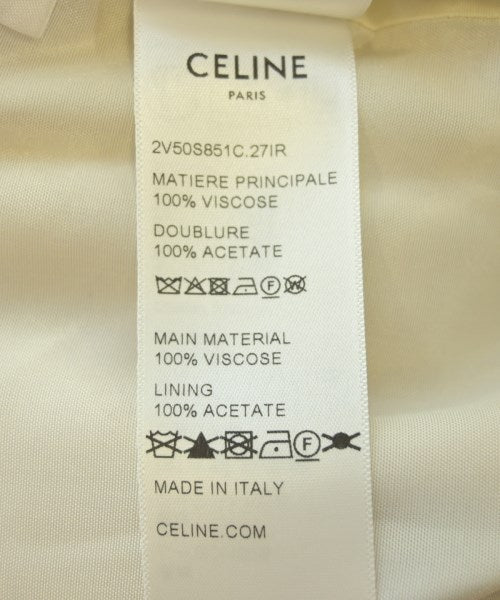 CELINE
PARIS
2V50S851C.27IR
MATIERE PRINCIPALE
100% VISCOSE
DOUBLURE
100% ACETATE
F W
MAIN MATERIAL
100% VISCOSE
LINING
100% ACETATE
F
MADE IN ITALY
CELINE.COM